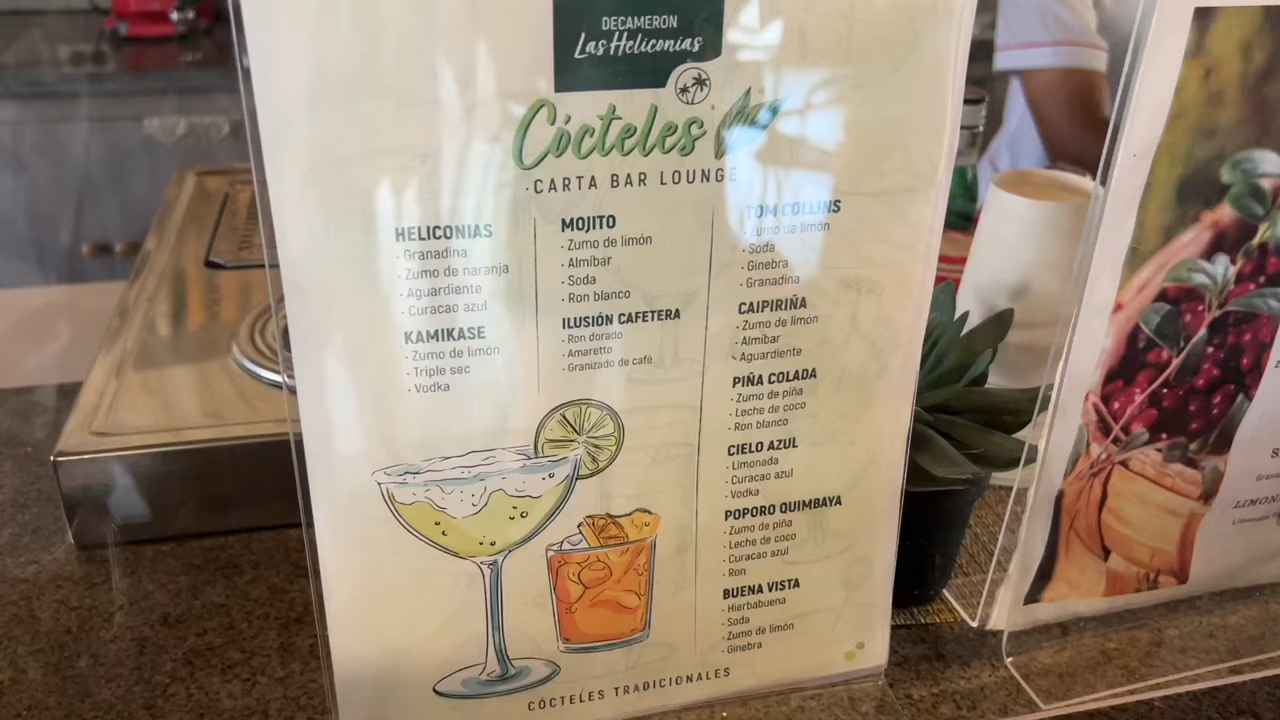 DECAMERON
Las Heliconias
Cócteles
·CARTA BAR LOUNGE
HELICONIAS
· Granadina
· Zumo de naranja
· Aguardiente
· Curacao azul
KAMIKASE
· Zumo de limón
· Triple sec
· Vodka
MOJITO
· Zumo de limón
· Almíbar
· Soda
· Ron blanco
ILUSIÓN CAFETERA
· Ron dorado
· Amaretto
· Granizado de café
TOM COLLINS
· Zumo de limón
· Soda
· Ginebra
· Granadina
CAIPIRIÑA
· Zumo de limón
· Almíbar
· Aguardiente
PIÑA COLADA
· Zumo de piña
· Leche de coco
· Ron blanco
CIELO AZUL
· Limonada
· Curacao azul
· Vodka
POPORO QUIMBAYA
· Zumo de piña
· Leche de coco
· Curacao azul
· Ron
BUENA VISTA
· Hierbabuena
· Soda
· Zumo de limón
· Ginebra
CÓCTELES TRADICIONALES